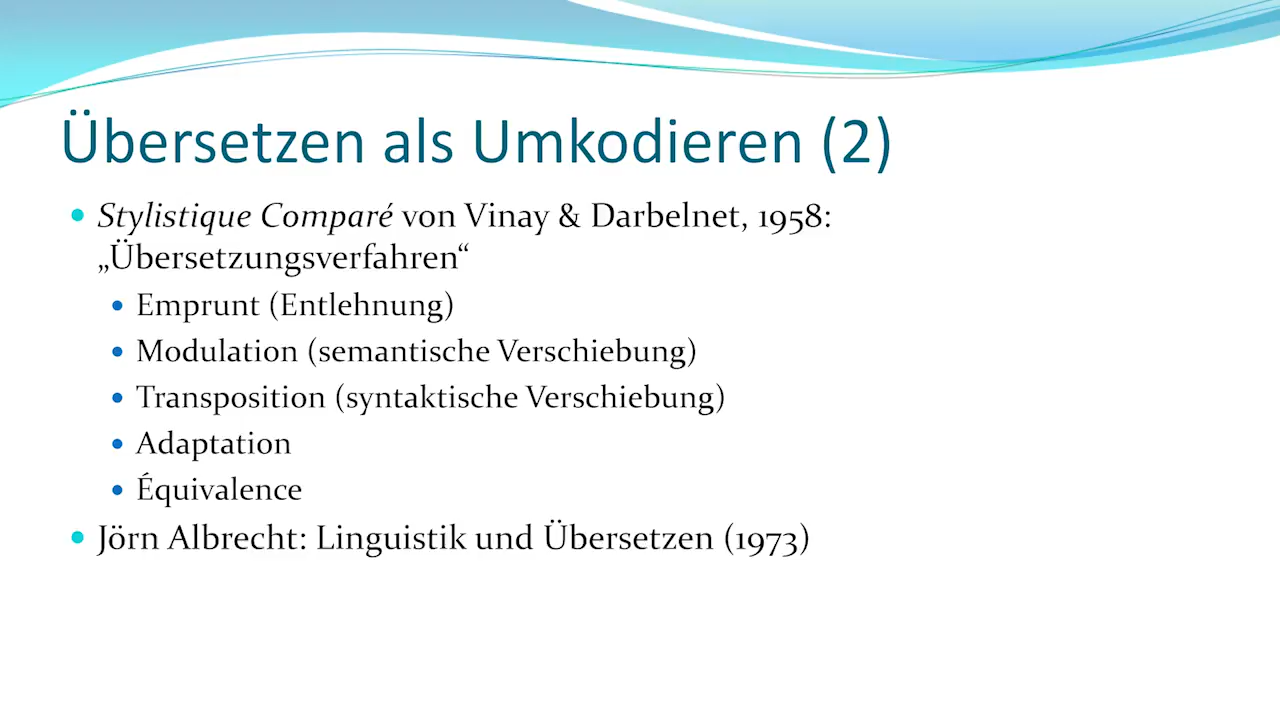 Übersetzen als Umkodieren (2)
Stylistique Comparé von Vinay & Darbelnet, 1958:
„Übersetzungsverfahren“
Emprunt (Entlehnung)
Modulation (semantische Verschiebung)
Transposition (syntaktische Verschiebung)
Adaptation
Équivalence
Jörn Albrecht: Linguistik und Übersetzen (1973)